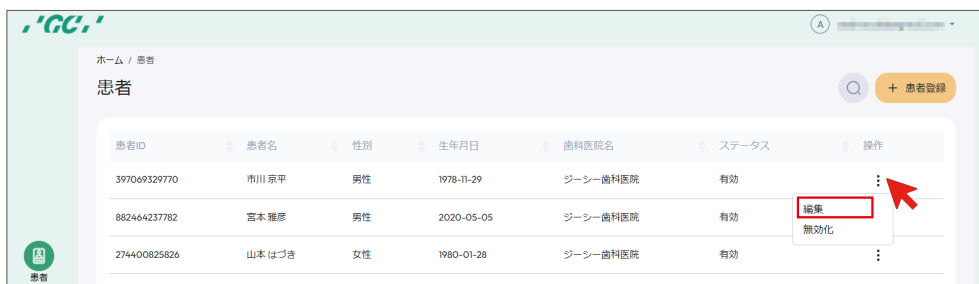 ,'GC,'
A
ホーム / 患者
患者
+ 患者登録
患者ID 患者名 性別 生年月日 歯科医院名 ステータス 操作
397069329770 市川 京平 男性 1978-11-29 ジーシー歯科医院 有効
882464237782 宮本 雅彦 男性 2020-05-05 ジーシー歯科医院 有効
編集
無効化
274400825826 山本 はづき 女性 1980-01-28 ジーシー歯科医院 有効
患者